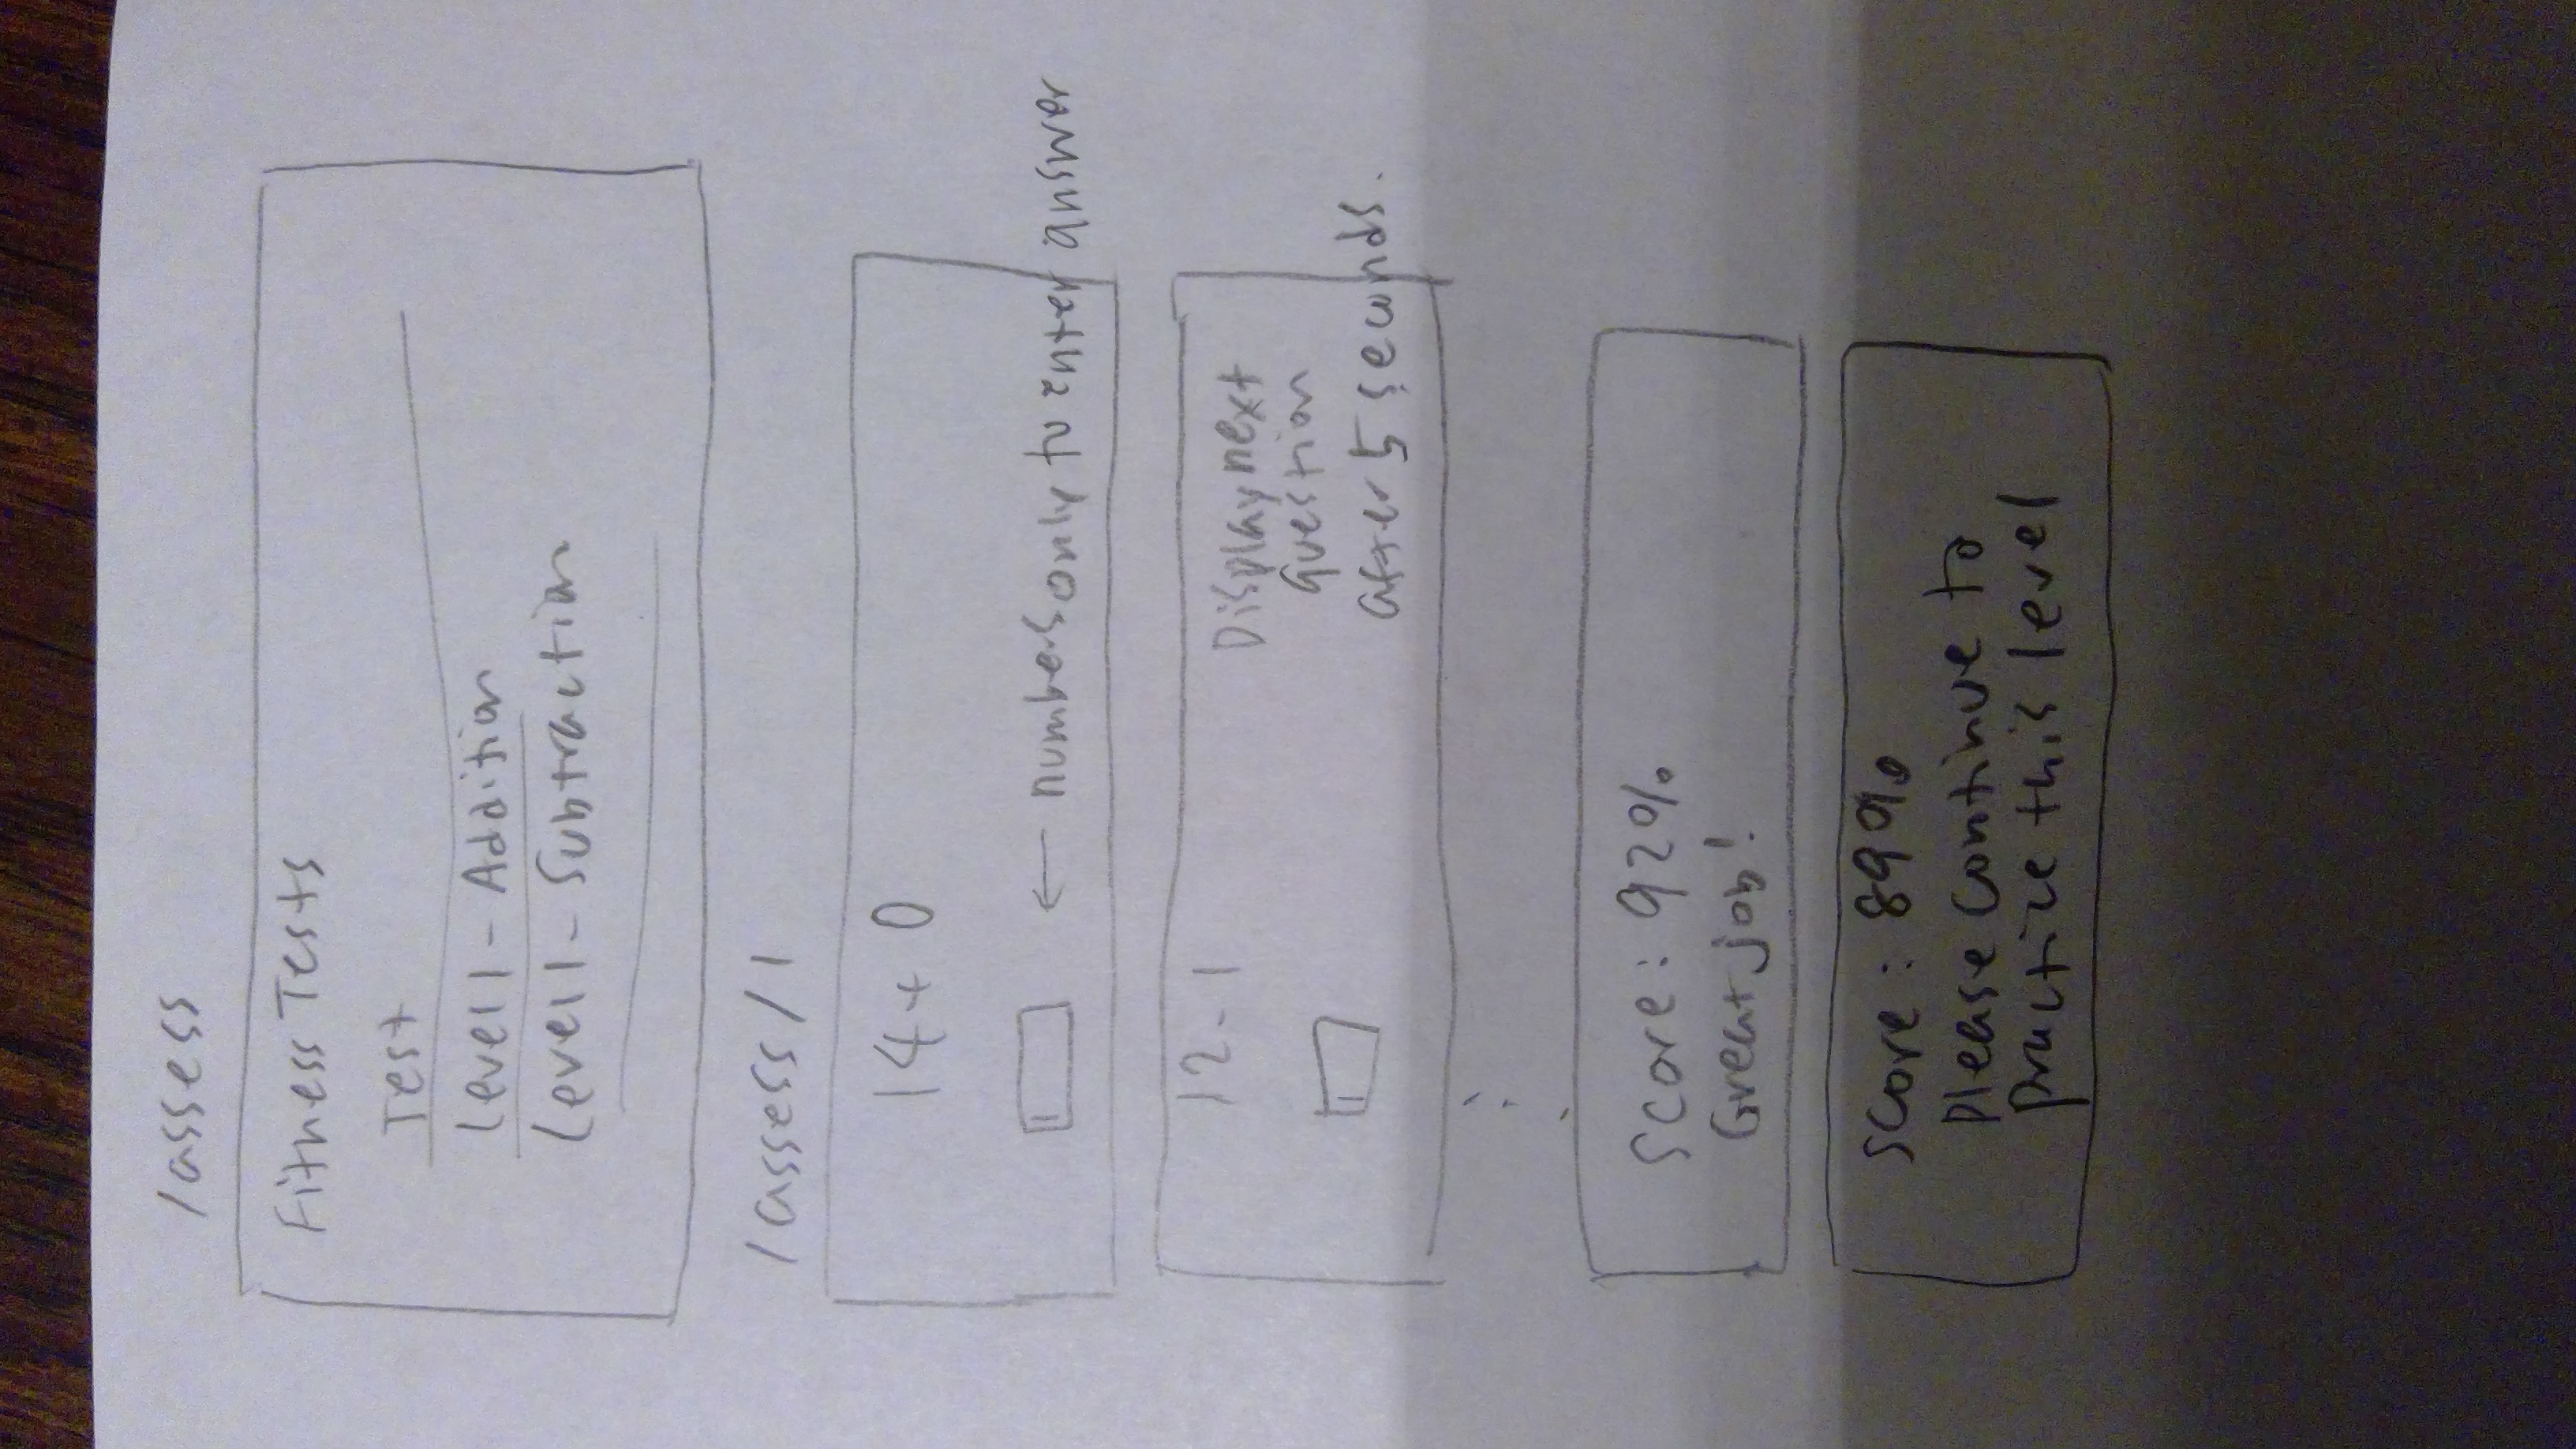 /assess
Fitness Tests
Test
Level 1 - Addition
Level 1 - Subtraction
/assess/1
14 + 0
← numbers only to enter answer
12 - 1
Display next
question
after 5 seconds.
Score: 92%
Great job!
Score: 89%
Please continue to
practice this level